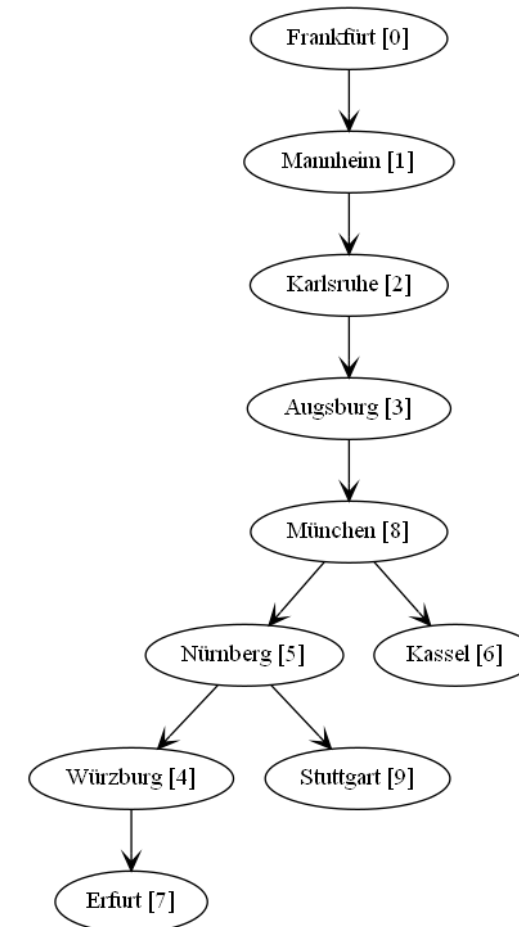 Frankfürt [0]
Mannheim [1]
Karlsruhe [2]
Augsburg [3]
München [8]
Nürnberg [5]
Kassel [6]
Würzburg [4]
Stuttgart [9]
Erfurt [7]